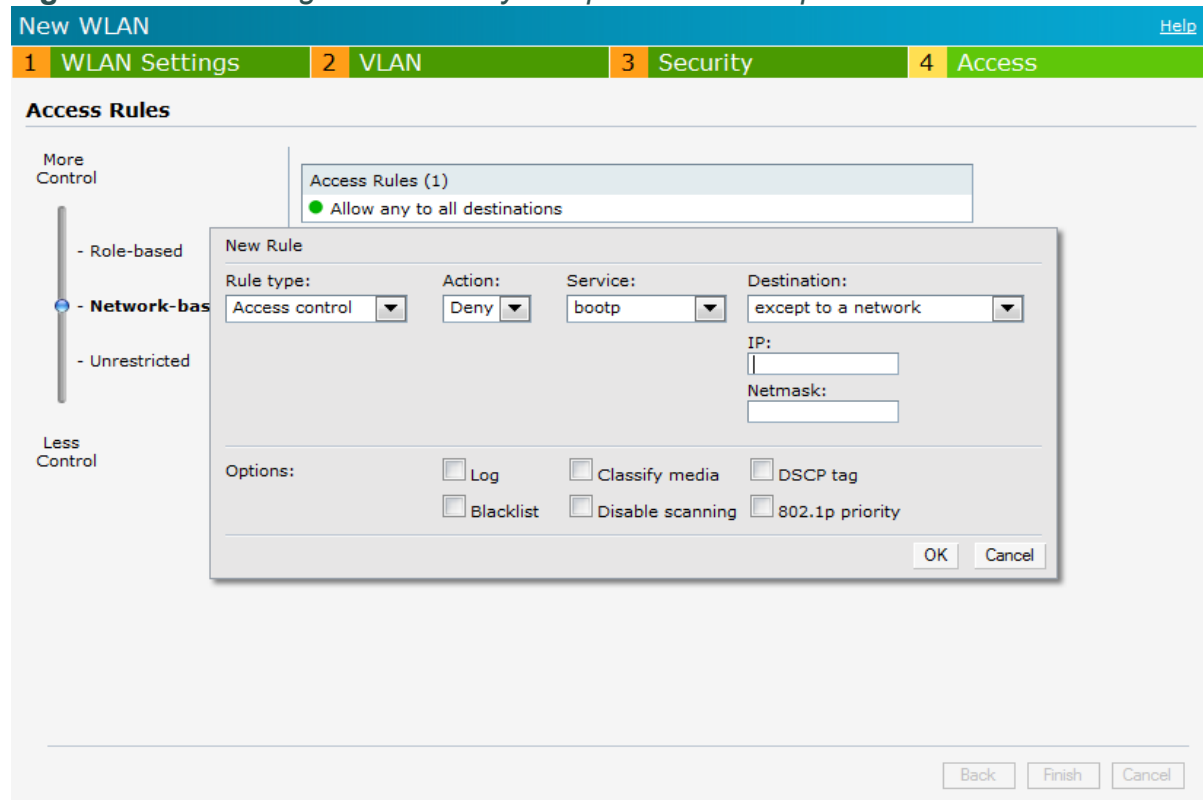 New WLAN Help
1 WLAN Settings 2 VLAN 3 Security 4 Access
Access Rules
More
Control
- Role-based
- Network-bas
- Unrestricted
Less
Control
Access Rules (1)
Allow any to all destinations
New Rule
Rule type: Action: Service: Destination:
Access control Deny bootp except to a network
IP:
Netmask:
Options: Log Classify media DSCP tag
Blacklist Disable scanning 802.1p priority
OK Cancel
Back Finish Cancel